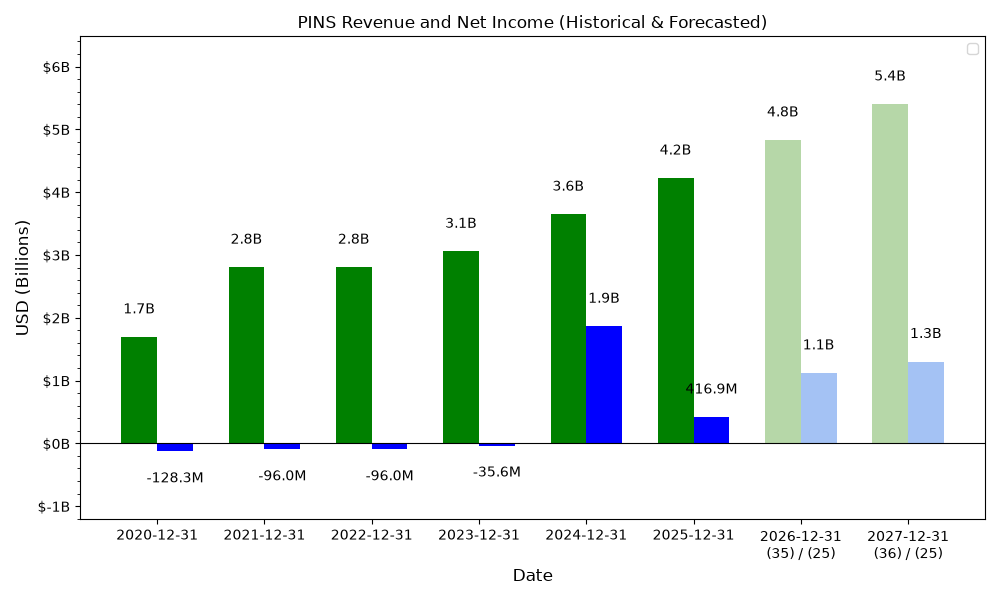 PINS Revenue and Net Income (Historical & Forecasted)
USD (Billions)
$6B
$5B
$4B
$3B
$2B
$1B
$0B
$-1B
1.7B
2.8B
2.8B
3.1B
3.6B
4.2B
4.8B
5.4B
-128.3M
-96.0M
-96.0M
-35.6M
1.9B
416.9M
1.1B
1.3B
2020-12-31
2021-12-31
2022-12-31
2023-12-31
2024-12-31
2025-12-31
2026-12-31
(35) / (25)
2027-12-31
(36) / (25)
Date